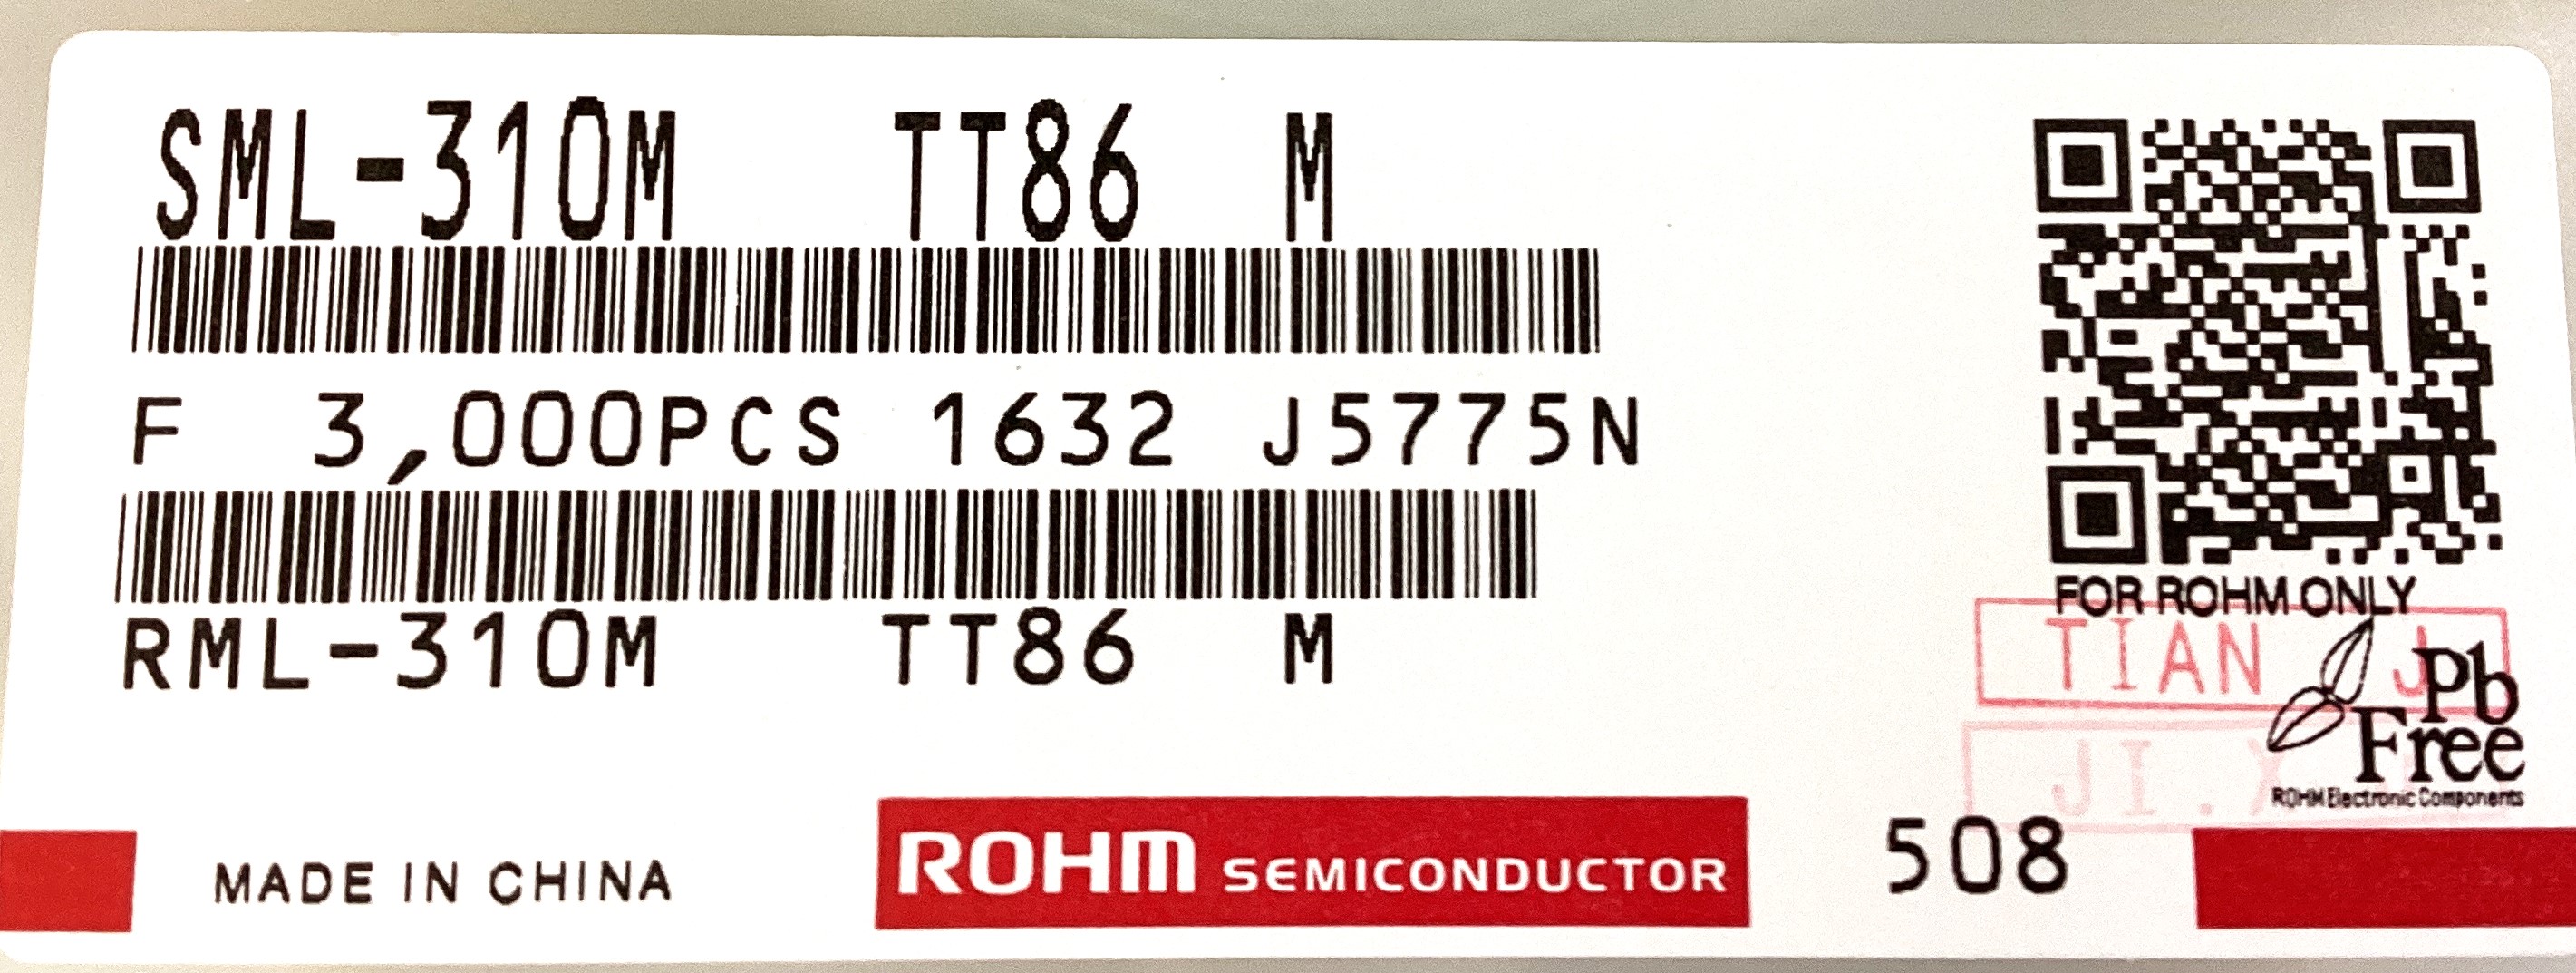 SML-310M TT86 M
F 3,000PCS 1632 J5775N
RML-310M TT86 M
FOR ROHM ONLY
TIAN J
Pb
Free
ROHM Electronic Components
MADE IN CHINA
ROHM SEMICONDUCTOR
508